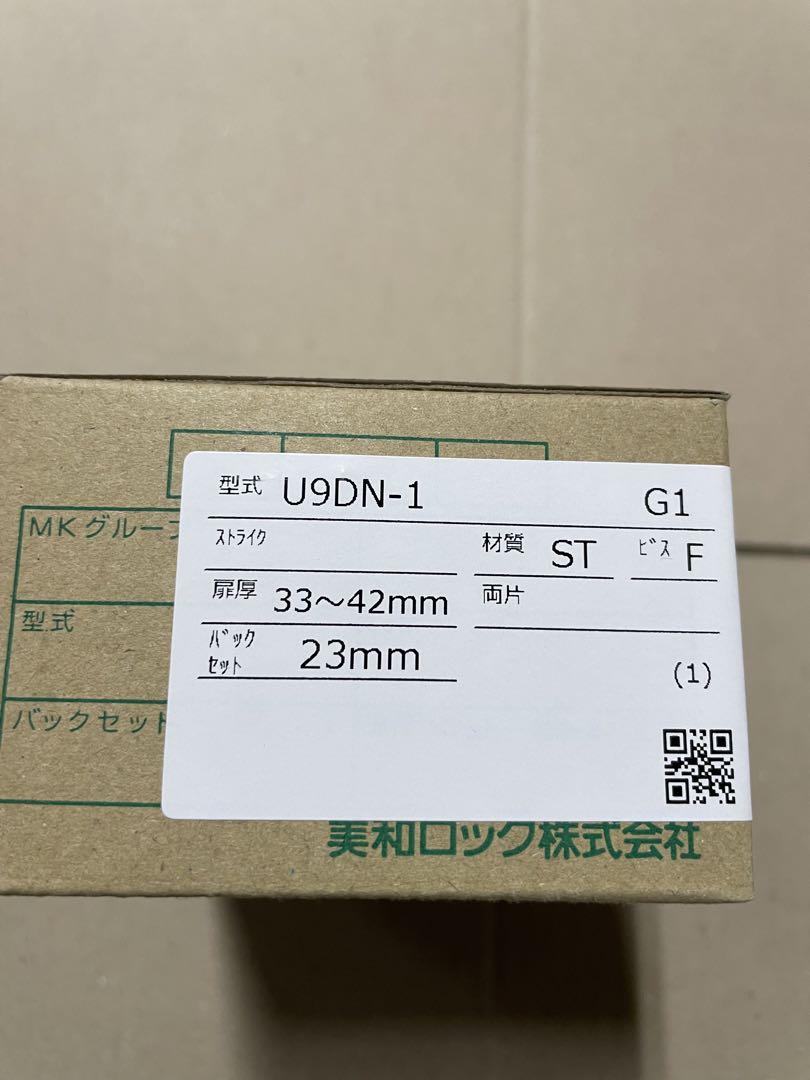 型式 U9DN-1 G1
ｽﾄﾗｲｸ 材質 ST ﾋﾞｽ F
扉厚 33～42mm 両片
ﾊﾞｯｸ
ｾｯﾄ 23mm
(1)
MKグループ
型式
バックセット
美和ロック株式会社